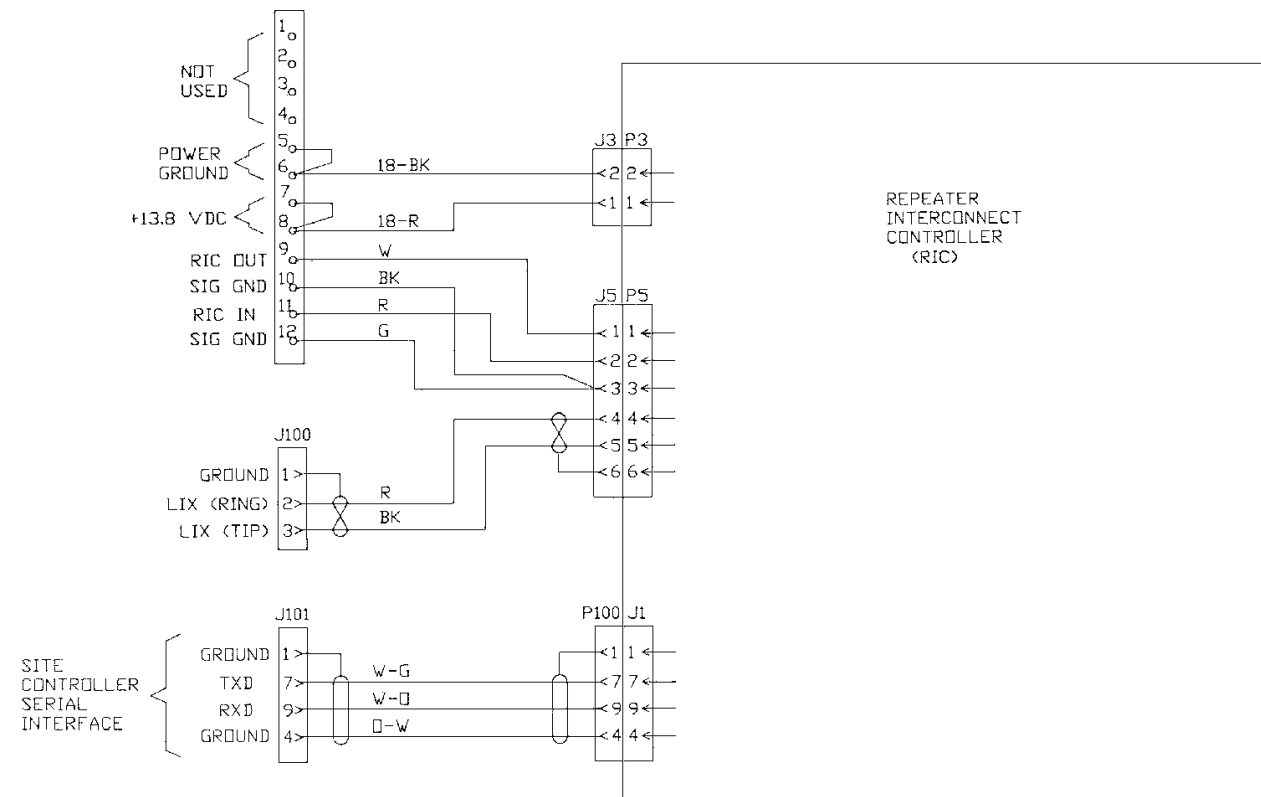 1
2
NOT
USED
3
4
5
POWER
GROUND
6
18-BK
7
+13.8 VDC
8
18-R
RIC OUT 9 W
SIG GND 10 BK
RIC IN 11 R
SIG GND 12 G
J3 P3
2 2
1 1
REPEATER
INTERCONNECT
CONTROLLER
(RIC)
J5 P5
1 1
2 2
3 3
4 4
5 5
6 6
J100
GROUND 1
LIX (RING) 2 R
LIX (TIP) 3 BK
J101
SITE
CONTROLLER
SERIAL
INTERFACE
GROUND 1
TXD 7 W-G
RXD 9 W-O
GROUND 4 O-W
P100 J1
1 1
7 7
9 9
4 4